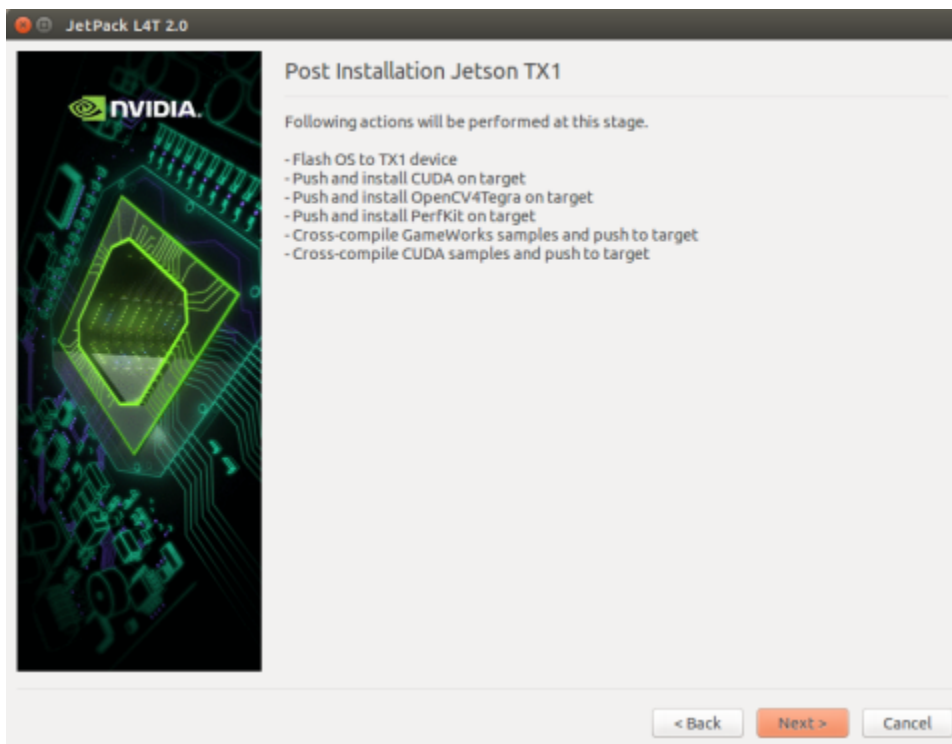 JetPack L4T 2.0
NVIDIA.
Post Installation Jetson TX1
Following actions will be performed at this stage.
- Flash OS to TX1 device
- Push and install CUDA on target
- Push and install OpenCV4Tegra on target
- Push and install PerfKit on target
- Cross-compile GameWorks samples and push to target
- Cross-compile CUDA samples and push to target
< Back
Next >
Cancel